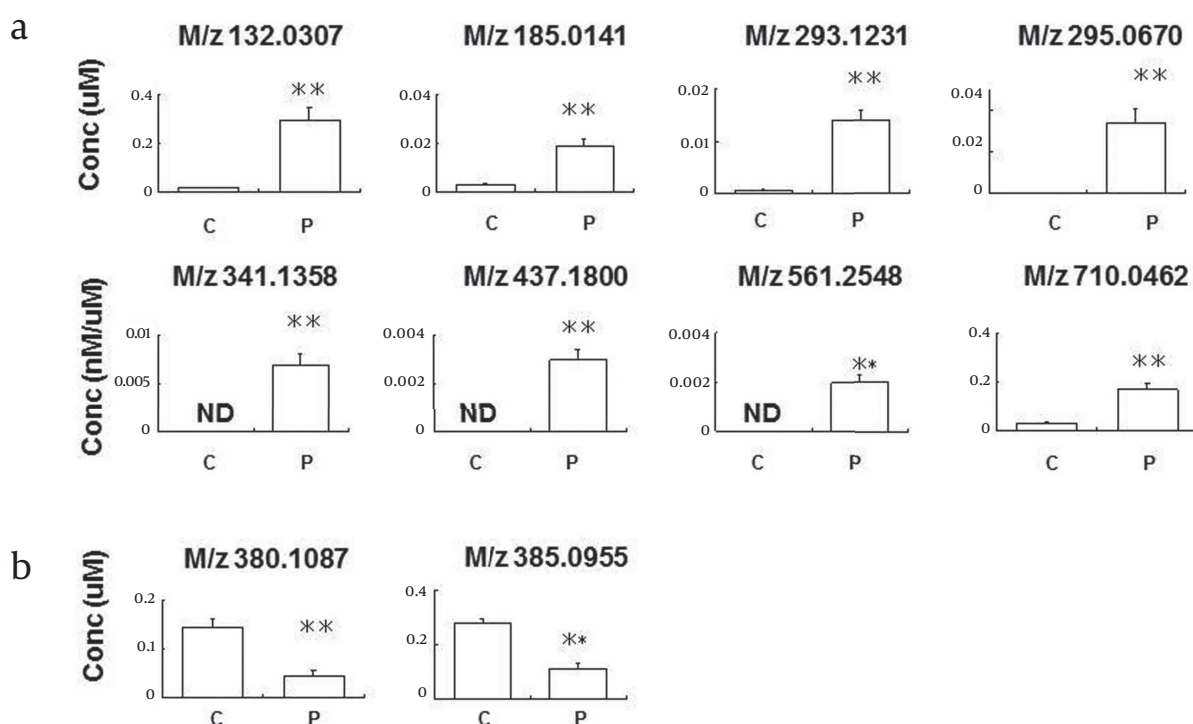 a
M/z 132.0307
M/z 185.0141
M/z 293.1231
M/z 295.0670
Conc (uM)
0.4
0.2
0
**
C P
0.04
0.02
0
**
C P
0.02
0.01
0
**
C P
0.04
0.02
0
**
C P
M/z 341.1358
M/z 437.1800
M/z 561.2548
M/z 710.0462
Conc (nM/uM)
0.01
0.005
0
**
ND
C P
0.004
0.002
0
**
ND
C P
0.004
0.002
0
**
ND
C P
0.4
0.2
0
**
C P
b
M/z 380.1087
M/z 385.0955
Conc (uM)
0.2
0.1
0
**
C P
0.4
0.2
0
**
C P